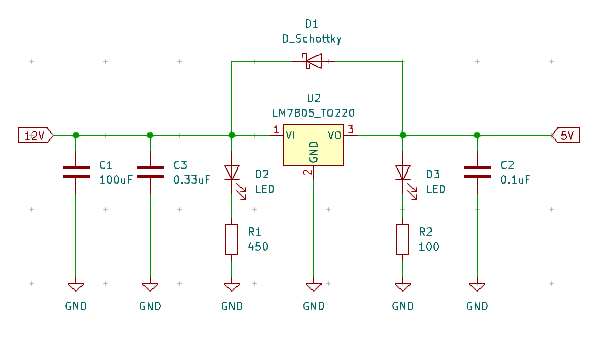 D1
D_Schottky
U2
LM7805_TO220
12V
1
VI
VO
3
5V
GND
2
C1
100uF
C3
0.33uF
D2
LED
D3
LED
C2
0.1uF
R1
450
R2
100
GND
GND
GND
GND
GND
GND